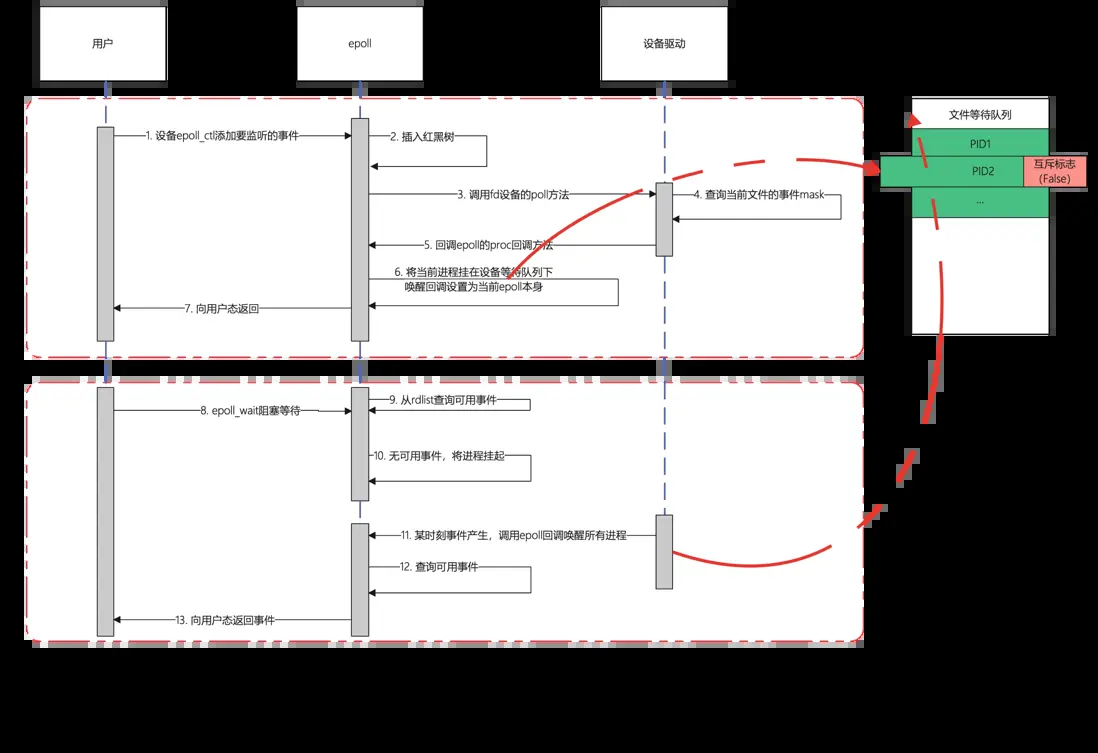 用户
epoll
设备驱动
1. 设备epoll_ctl添加要监听的事件
2. 插入红黑树
3. 调用fd设备的poll方法
4. 查询当前文件的事件mask
5. 回调epoll的proc回调方法
6. 将当前进程挂在设备等待队列下
唤醒回调设置为当前epoll本身
7. 向用户态返回
文件等待队列
PID1
PID2
互斥标志
（False）
...
8. epoll_wait阻塞等待
9. 从rdlist查询可用事件
10. 无可用事件，将进程挂起
11. 某时刻事件产生，调用epoll回调唤醒所有进程
12. 查询可用事件
13. 向用户态返回事件